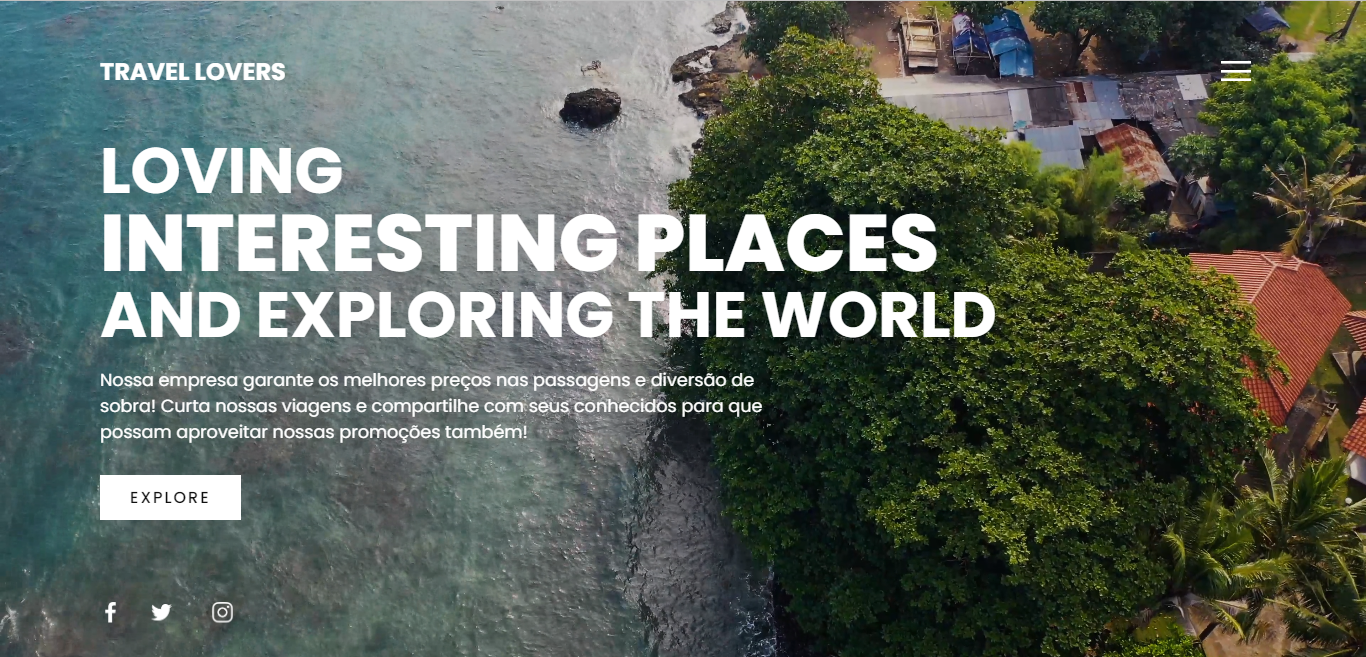 TRAVEL LOVERS
LOVING
INTERESTING PLACES
AND EXPLORING THE WORLD
Nossa empresa garante os melhores preços nas passagens e diversão de
sobra! Curta nossas viagens e compartilhe com seus conhecidos para que
possam aproveitar nossas promoções também!
EXPLORE